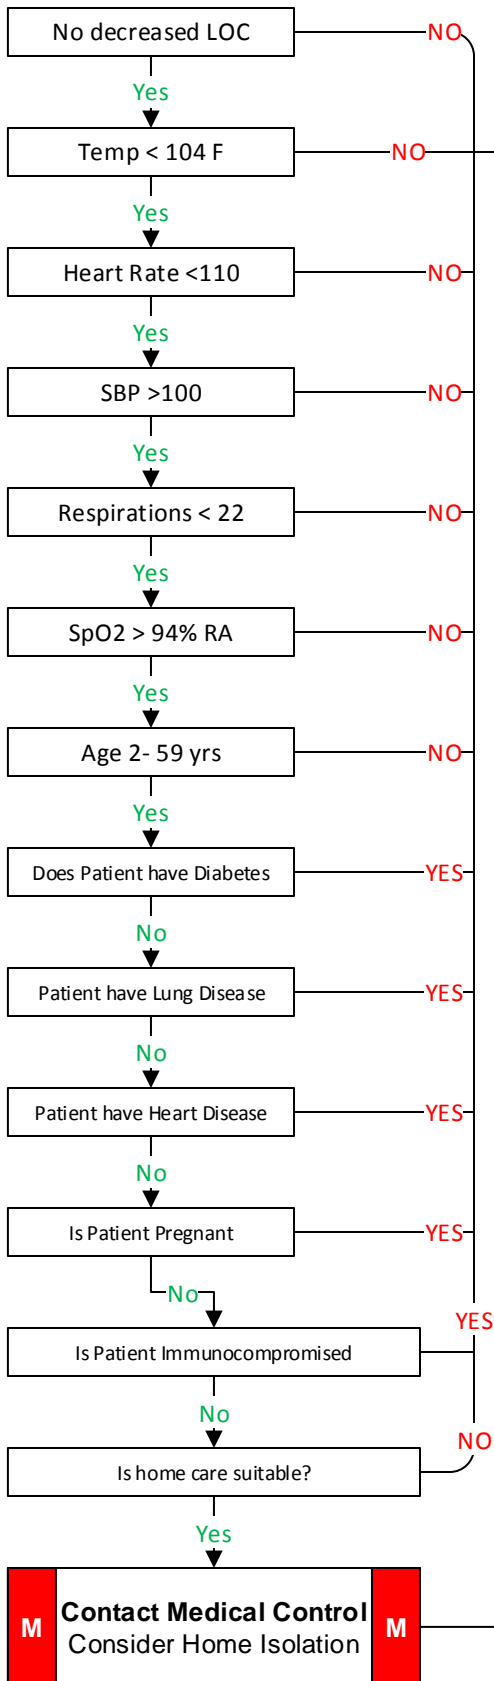 No decreased LOC
NO
Yes
Temp < 104 F
NO
Yes
Heart Rate <110
NO
Yes
SBP >100
NO
Yes
Respirations < 22
NO
Yes
SpO2 > 94% RA
NO
Yes
Age 2- 59 yrs
NO
Yes
Does Patient have Diabetes
YES
No
Patient have Lung Disease
YES
No
Patient have Heart Disease
YES
No
Is Patient Pregnant
YES
No
YES
Is Patient Immunocompromised
No
NO
Is home care suitable?
Yes
M
Contact Medical Control
Consider Home Isolation
M